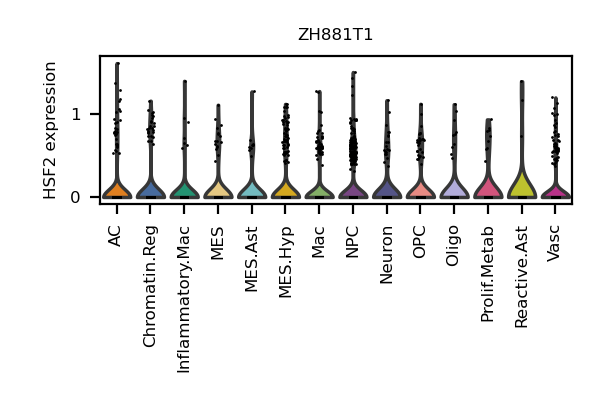 ZH881T1
HSF2 expression
1
0
AC
Chromatin.Reg
Inflammatory.Mac
MES
MES.Ast
MES.Hyp
Mac
NPC
Neuron
OPC
Oligo
Prolif.Metab
Reactive.Ast
Vasc